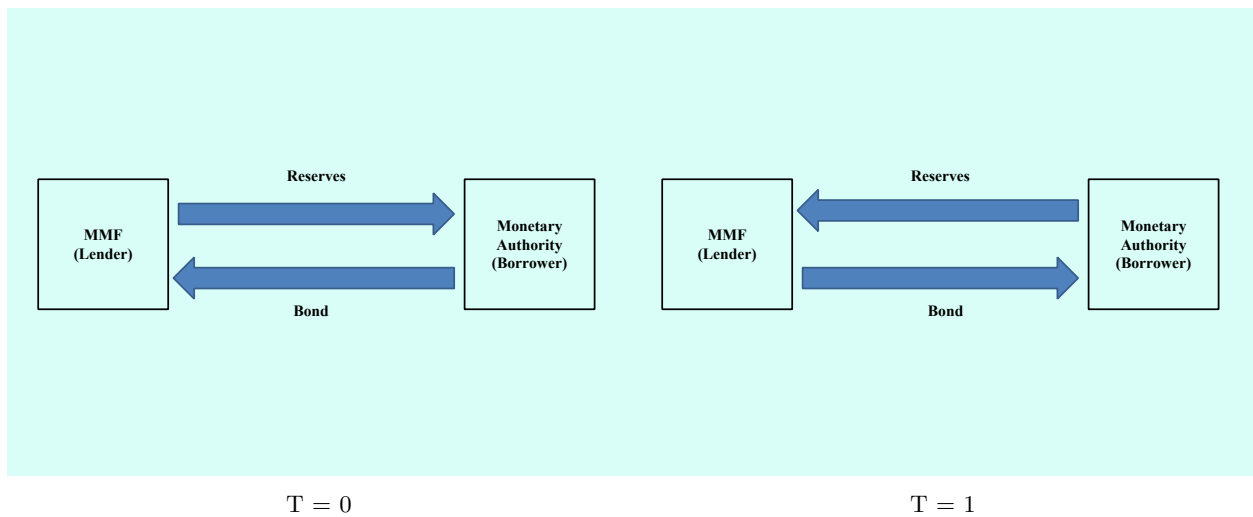 Reserves
MMF
(Lender)
Monetary
Authority
(Borrower)
Bond
Reserves
MMF
(Lender)
Monetary
Authority
(Borrower)
Bond
T = 0
T = 1